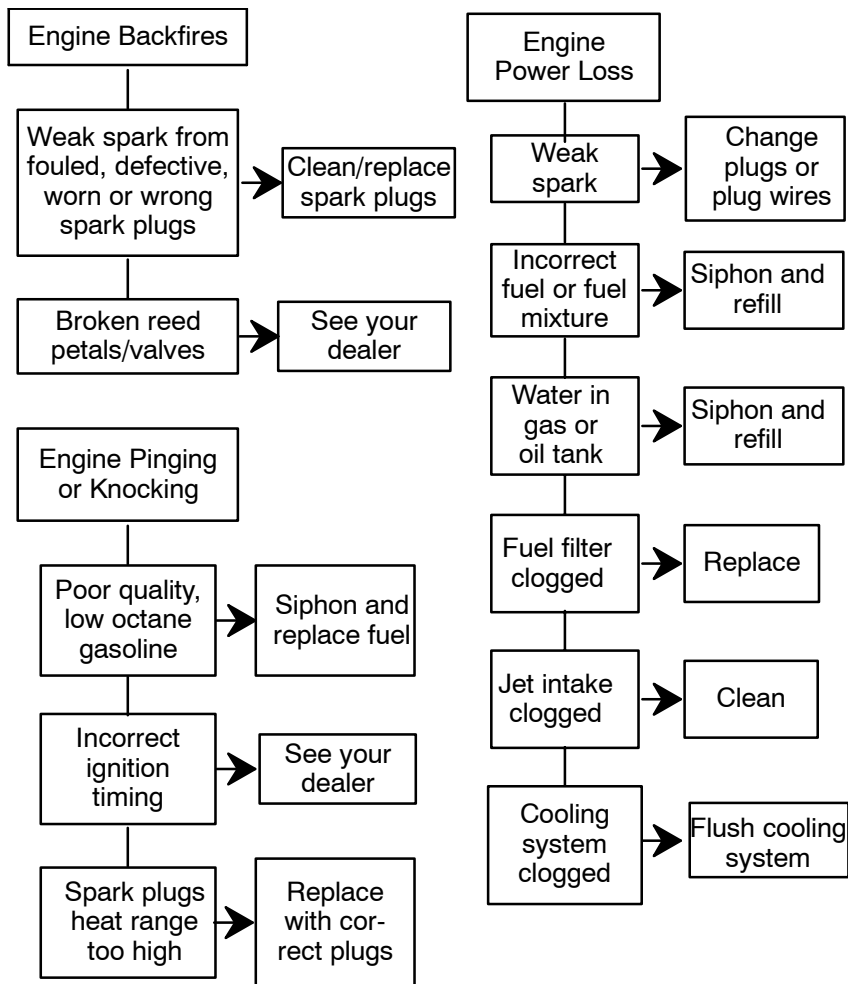 Engine Backfires
Weak spark from
fouled, defective,
worn or wrong
spark plugs
Clean/replace
spark plugs
Broken reed
petals/valves
See your
dealer
Engine Pinging
or Knocking
Poor quality,
low octane
gasoline
Siphon and
replace fuel
Incorrect
ignition
timing
See your
dealer
Spark plugs
heat range
too high
Replace
with cor-
rect plugs
Engine
Power Loss
Weak
spark
Change
plugs or
plug wires
Incorrect
fuel or fuel
mixture
Siphon and
refill
Water in
gas or
oil tank
Siphon and
refill
Fuel filter
clogged
Replace
Jet intake
clogged
Clean
Cooling
system
clogged
Flush cooling
system